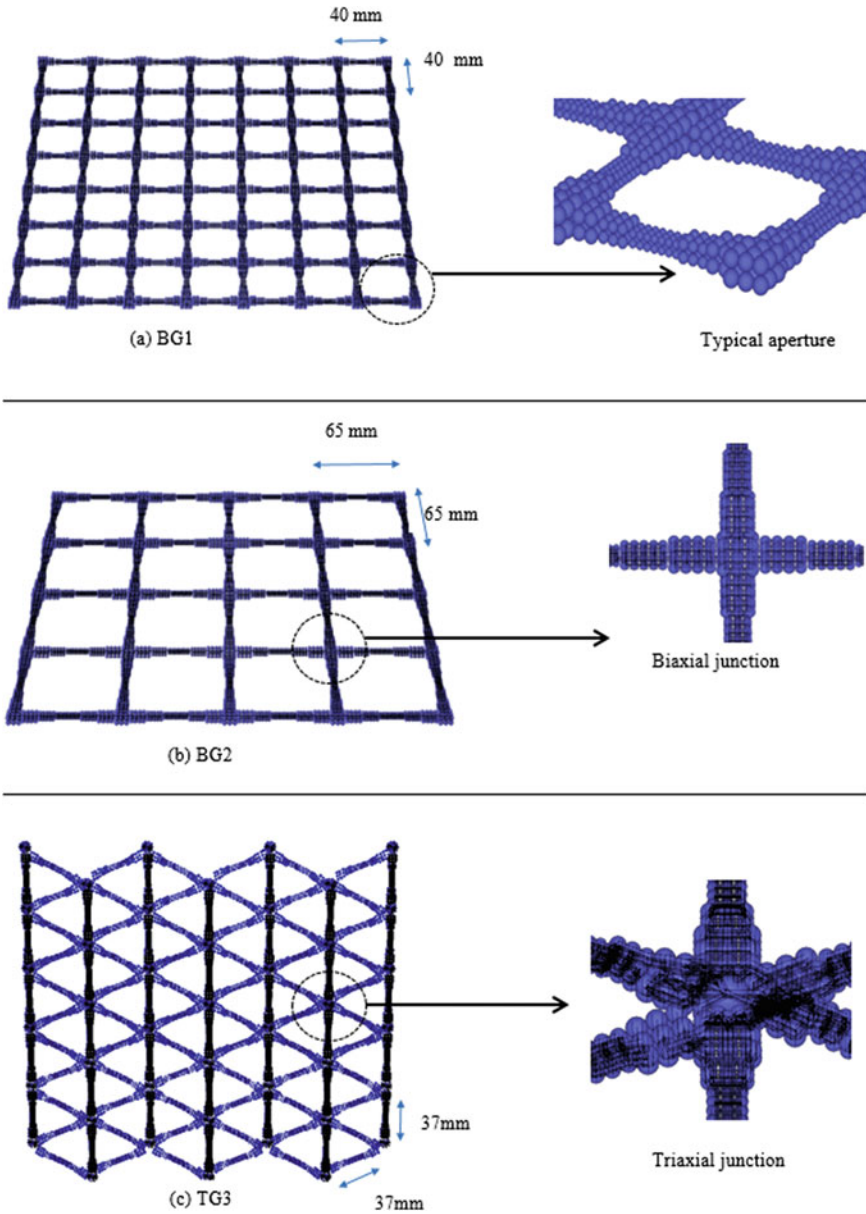 40 mm
40 mm
(a) BG1
Typical aperture
65 mm
65 mm
Biaxial junction
(b) BG2
37mm
37mm
Triaxial junction
(c) TG3